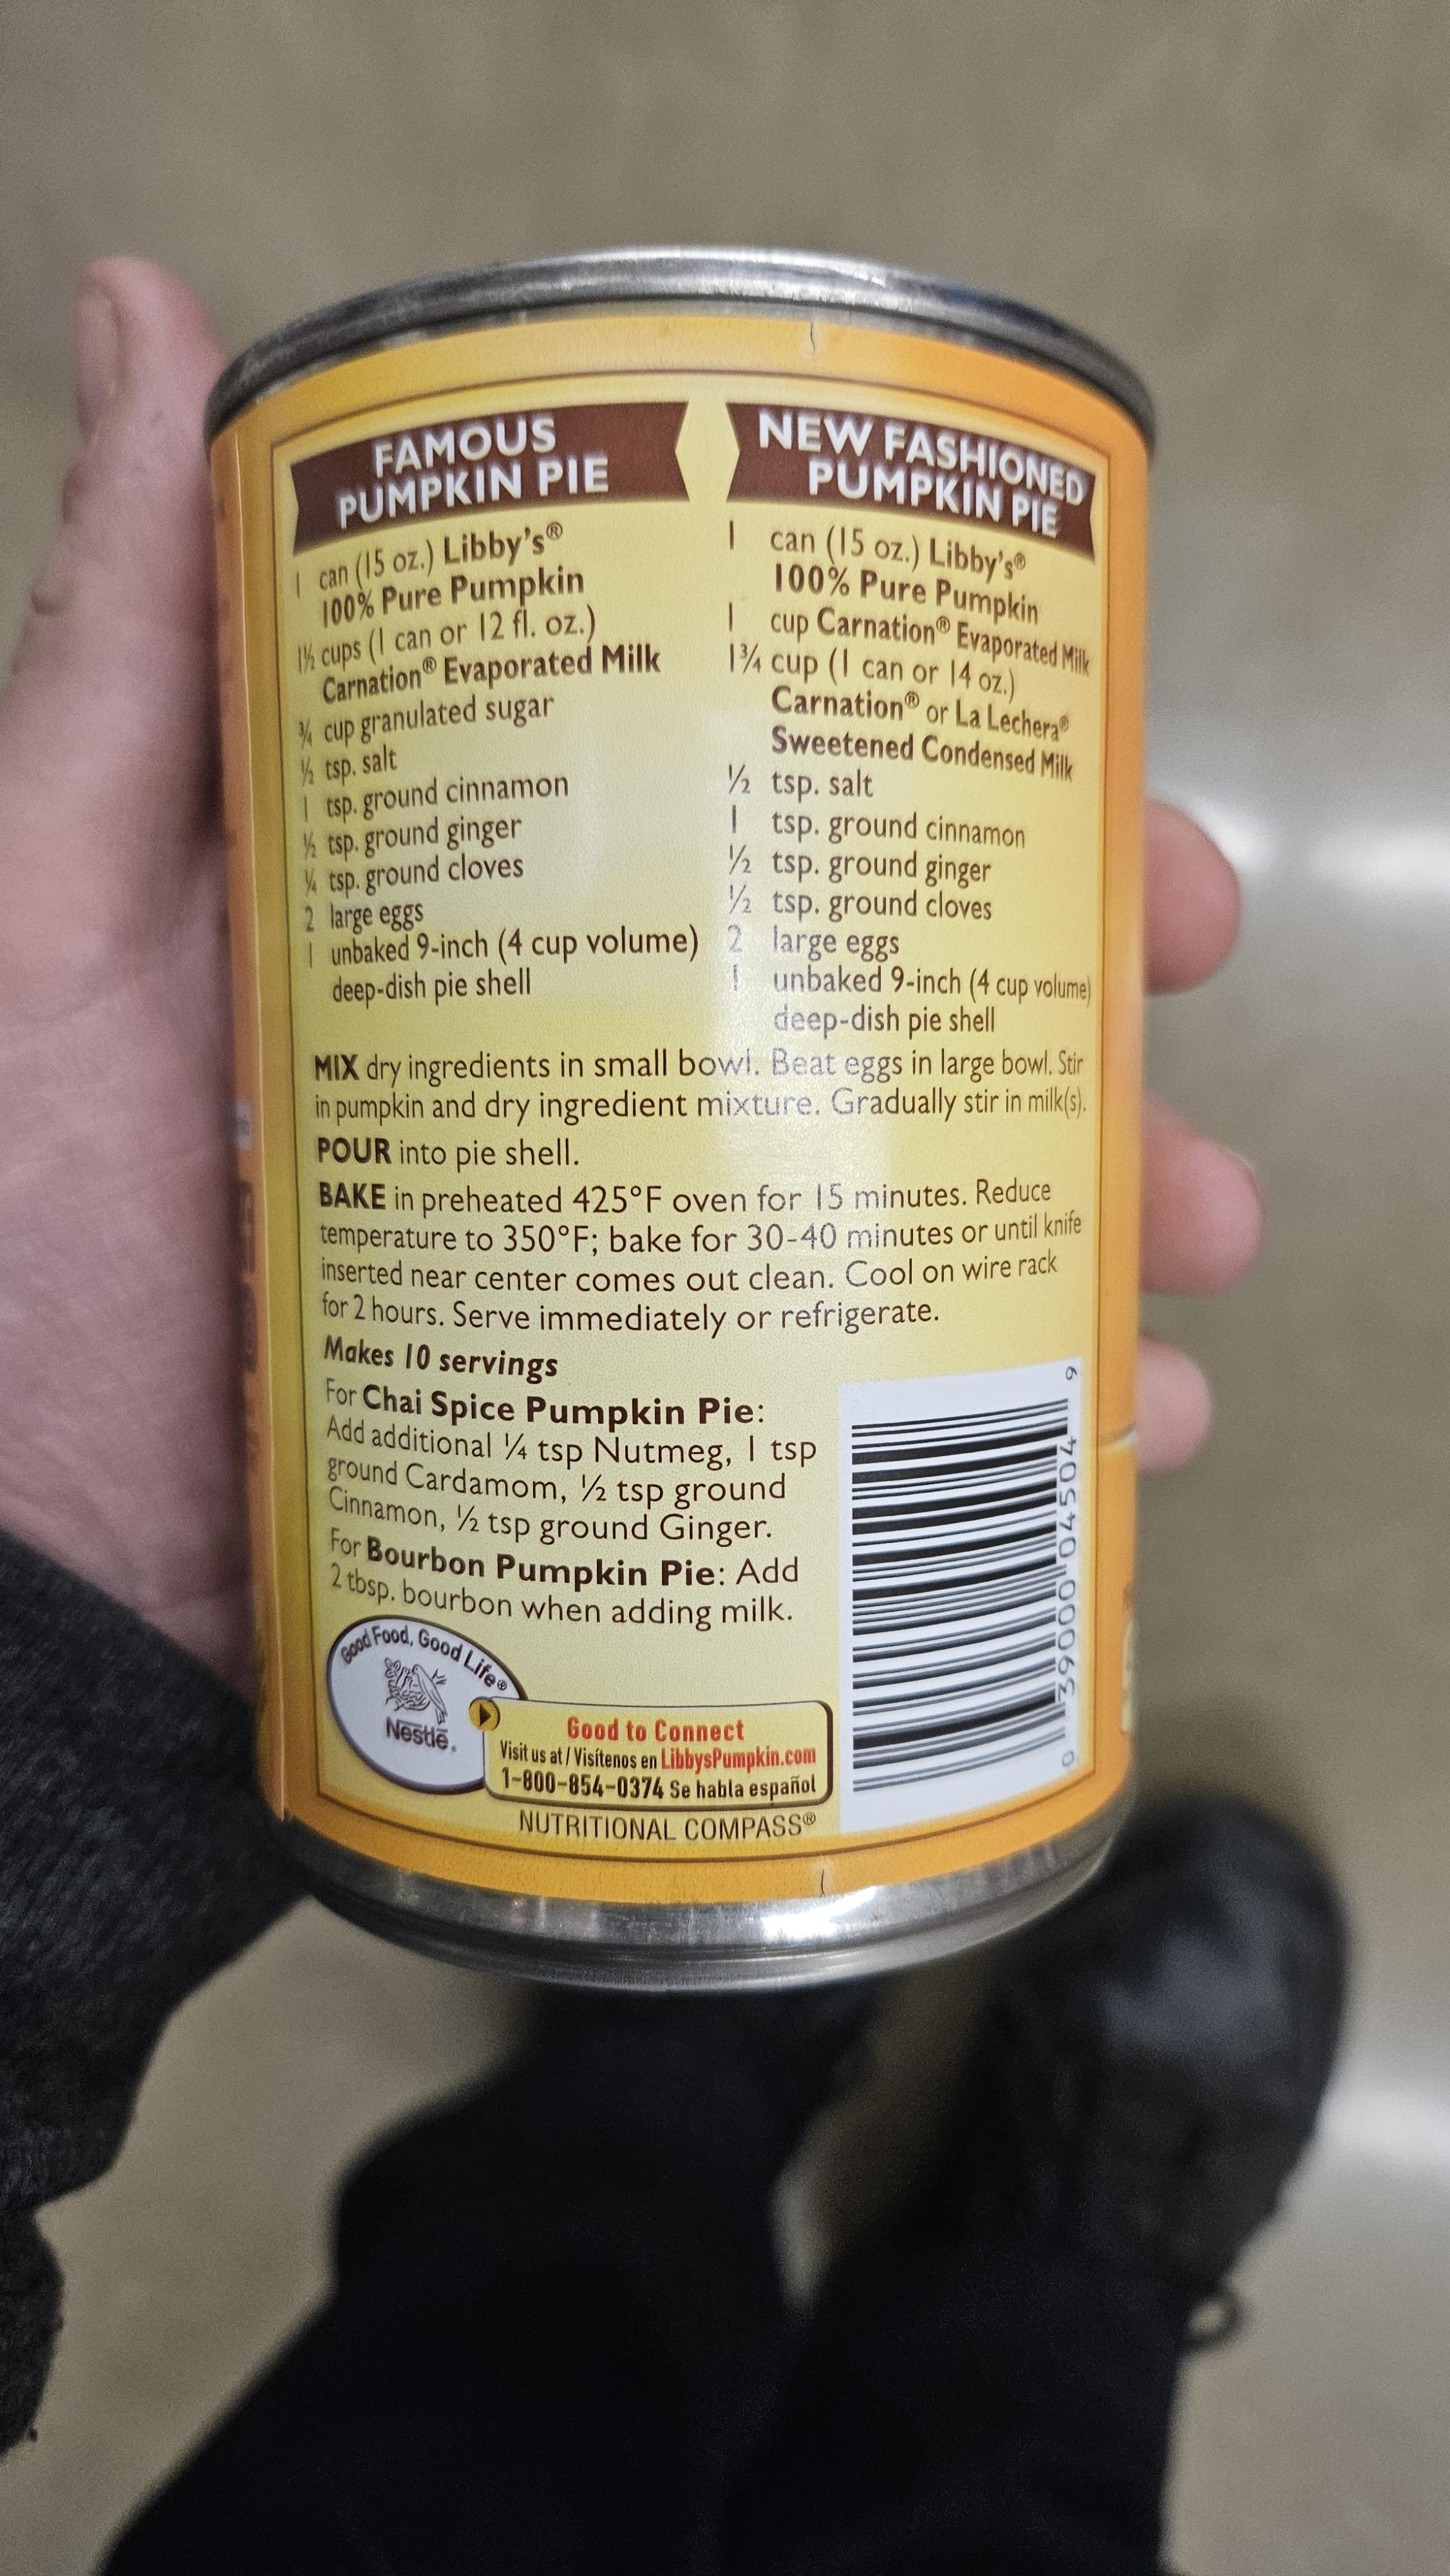 FAMOUS
PUMPKIN PIE
1 can (15 oz.) Libby's®
100% Pure Pumpkin
1½ cups (1 can or 12 fl. oz.)
Carnation® Evaporated Milk
¾ cup granulated sugar
½ tsp. salt
1 tsp. ground cinnamon
½ tsp. ground ginger
¼ tsp. ground cloves
2 large eggs
1 unbaked 9-inch (4 cup volume)
deep-dish pie shell
NEW FASHIONED
PUMPKIN PIE
1 can (15 oz.) Libby's®
100% Pure Pumpkin
1 cup Carnation® Evaporated Milk
1¾ cup (1 can or 14 oz.)
Carnation® or La Lechera®
Sweetened Condensed Milk
½ tsp. salt
1 tsp. ground cinnamon
½ tsp. ground ginger
½ tsp. ground cloves
2 large eggs
1 unbaked 9-inch (4 cup volume)
deep-dish pie shell
MIX dry ingredients in small bowl. Beat eggs in large bowl. Stir
in pumpkin and dry ingredient mixture. Gradually stir in milk(s).
POUR into pie shell.
BAKE in preheated 425°F oven for 15 minutes. Reduce
temperature to 350°F; bake for 30-40 minutes or until knife
inserted near center comes out clean. Cool on wire rack
for 2 hours. Serve immediately or refrigerate.
Makes 10 servings
For Chai Spice Pumpkin Pie:
Add additional ¼ tsp Nutmeg, 1 tsp
ground Cardamom, ½ tsp ground
Cinnamon, ½ tsp ground Ginger.
For Bourbon Pumpkin Pie: Add
2 tbsp. bourbon when adding milk.
Good Food, Good Life®
Nestlé®
Good to Connect
Visit us at / Visítenos en LibbysPumpkin.com
1-800-854-0374 Se habla español
NUTRITIONAL COMPASS®
0 39000 04504 9